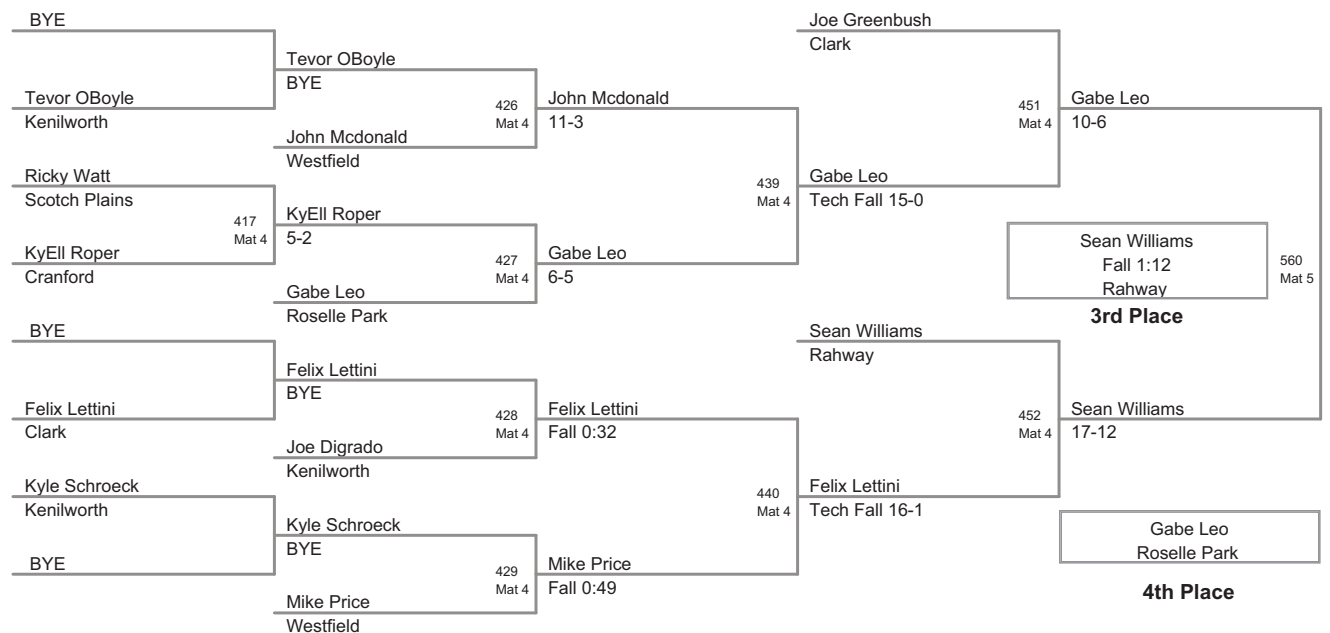 BYE
Tevor OBoyle
Kenilworth
Ricky Watt
Scotch Plains
417
Mat 4
KyEll Roper
Cranford
BYE
Felix Lettini
Clark
Kyle Schroeck
Kenilworth
BYE
Tevor OBoyle
BYE
426
Mat 4
John Mcdonald
Westfield
KyEll Roper
5-2
427
Mat 4
Gabe Leo
Roselle Park
Felix Lettini
BYE
428
Mat 4
Joe Digrado
Kenilworth
Kyle Schroeck
BYE
429
Mat 4
Mike Price
Westfield
John Mcdonald
11-3
439
Mat 4
Gabe Leo
6-5
Felix Lettini
Fall 0:32
440
Mat 4
Mike Price
Fall 0:49
Joe Greenbush
Clark
451
Mat 4
Gabe Leo
Tech Fall 15-0
Sean Williams
Rahway
452
Mat 4
Felix Lettini
Tech Fall 16-1
Gabe Leo
10-6
Sean Williams
Fall 1:12
Rahway
3rd Place
560
Mat 5
Sean Williams
17-12
Gabe Leo
Roselle Park
4th Place